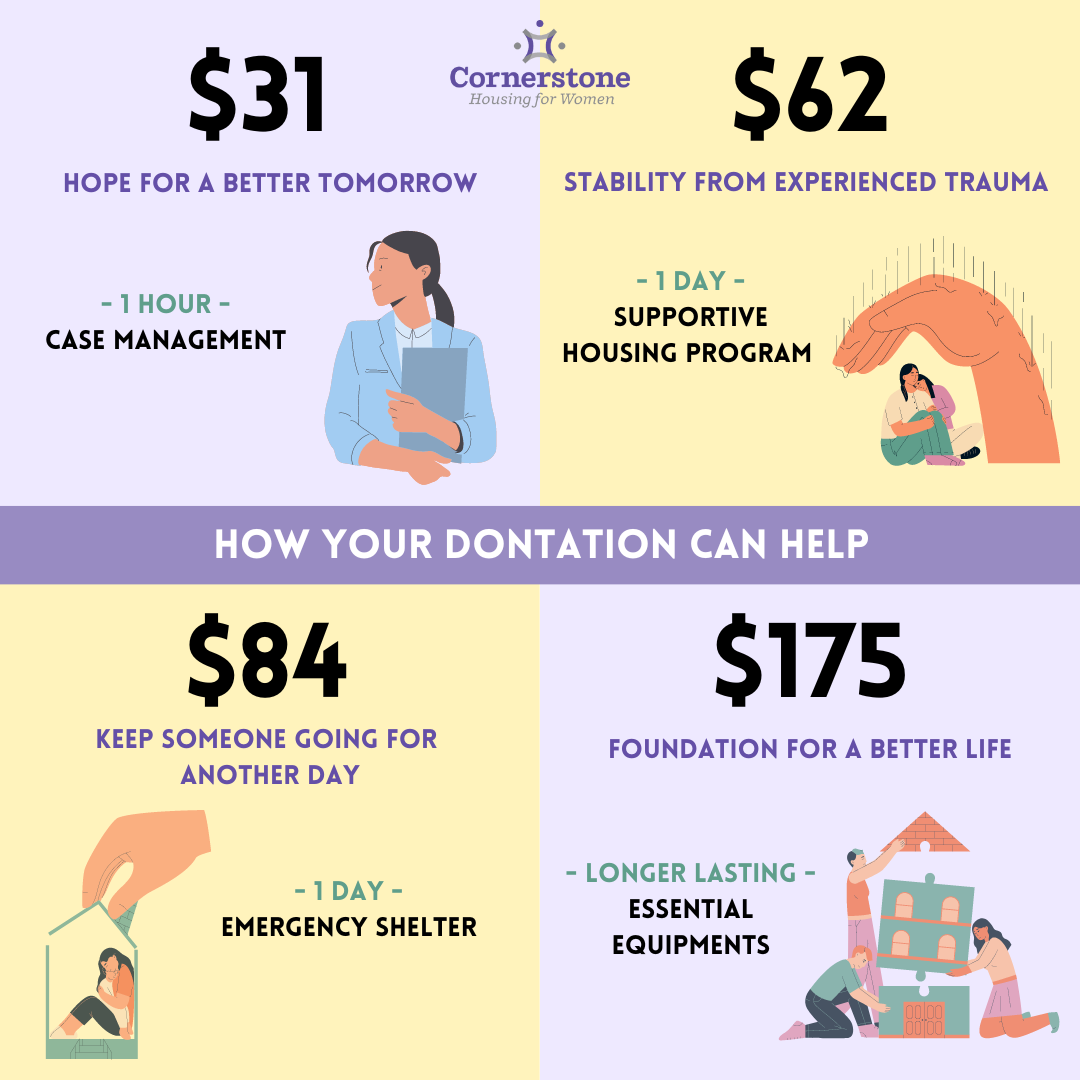 Cornerstone
Housing for Women
$31
HOPE FOR A BETTER TOMORROW
- 1 HOUR -
CASE MANAGEMENT
$62
STABILITY FROM EXPERIENCED TRAUMA
- 1 DAY -
SUPPORTIVE
HOUSING PROGRAM
HOW YOUR DONTATION CAN HELP
$84
KEEP SOMEONE GOING FOR
ANOTHER DAY
- 1 DAY -
EMERGENCY SHELTER
$175
FOUNDATION FOR A BETTER LIFE
- LONGER LASTING -
ESSENTIAL
EQUIPMENTS